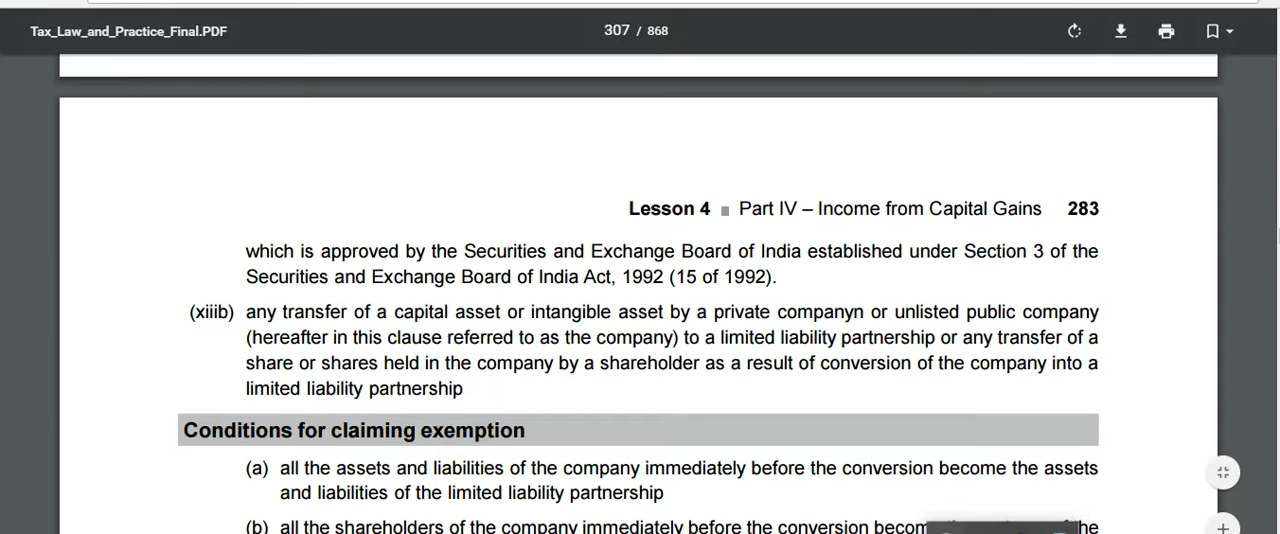 Tax_Law_and_Practice_Final.PDF 307 / 868
Lesson 4 ■ Part IV – Income from Capital Gains 283
which is approved by the Securities and Exchange Board of India established under Section 3 of the
Securities and Exchange Board of India Act, 1992 (15 of 1992).
(xiiib) any transfer of a capital asset or intangible asset by a private companyn or unlisted public company
(hereafter in this clause referred to as the company) to a limited liability partnership or any transfer of a
share or shares held in the company by a shareholder as a result of conversion of the company into a
limited liability partnership
Conditions for claiming exemption
(a) all the assets and liabilities of the company immediately before the conversion become the assets
and liabilities of the limited liability partnership
(b) all the shareholders of the company immediately before the conversion